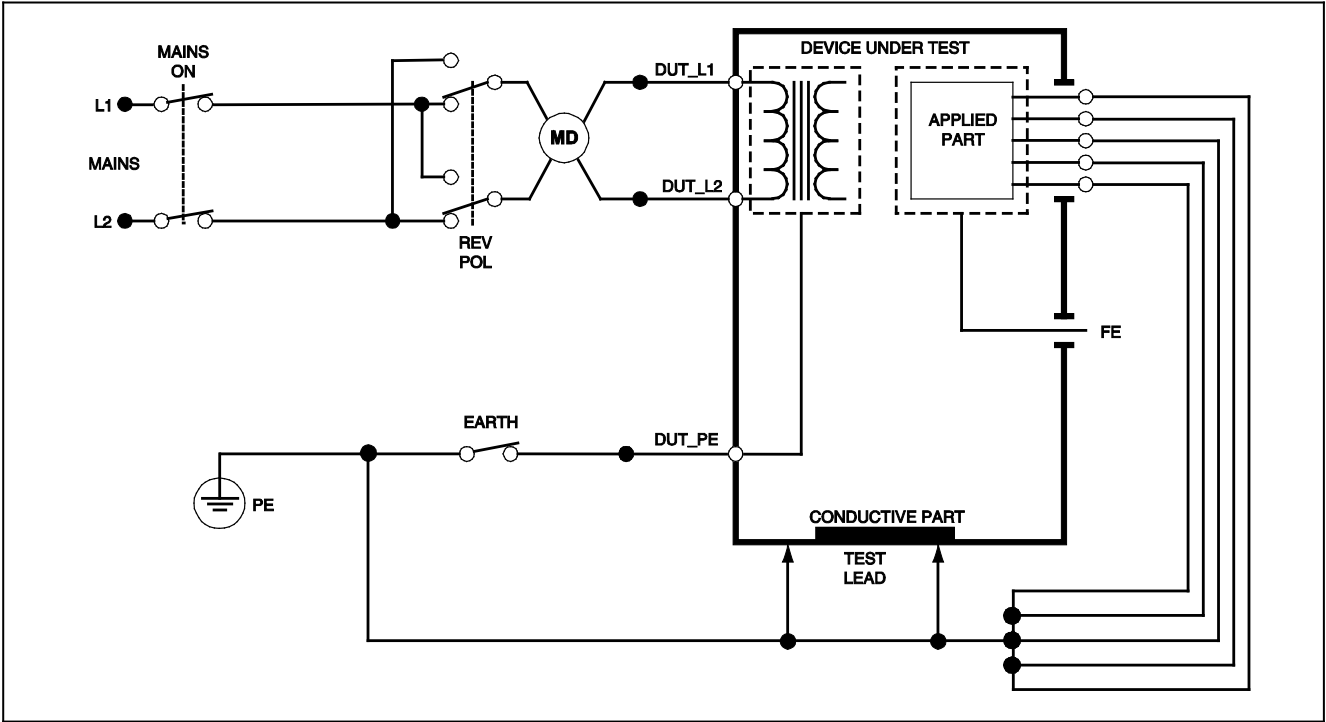 MAINS
ON
L1
MAINS
L2
REV
POL
MD
DUT_L1
DUT_L2
DEVICE UNDER TEST
APPLIED
PART
FE
EARTH
DUT_PE
PE
CONDUCTIVE PART
TEST
LEAD